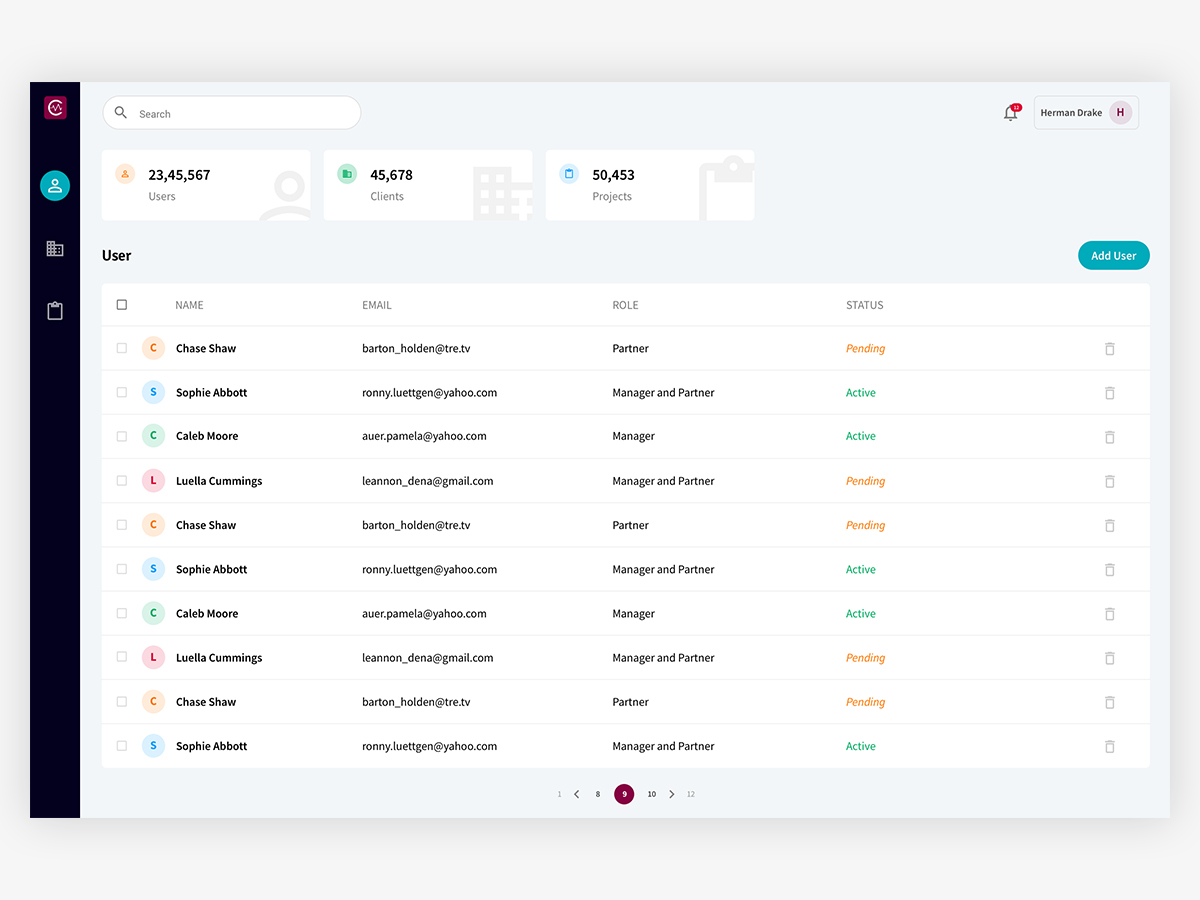 Search
12
Herman Drake H
23,45,567
Users
45,678
Clients
50,453
Projects
User
Add User
NAME EMAIL ROLE STATUS
C Chase Shaw barton_holden@tre.tv Partner Pending
S Sophie Abbott ronny.luettgen@yahoo.com Manager and Partner Active
C Caleb Moore auer.pamela@yahoo.com Manager Active
L Luella Cummings leannon_dena@gmail.com Manager and Partner Pending
C Chase Shaw barton_holden@tre.tv Partner Pending
S Sophie Abbott ronny.luettgen@yahoo.com Manager and Partner Active
C Caleb Moore auer.pamela@yahoo.com Manager Active
L Luella Cummings leannon_dena@gmail.com Manager and Partner Pending
C Chase Shaw barton_holden@tre.tv Partner Pending
S Sophie Abbott ronny.luettgen@yahoo.com Manager and Partner Active
1 8 9 10 12